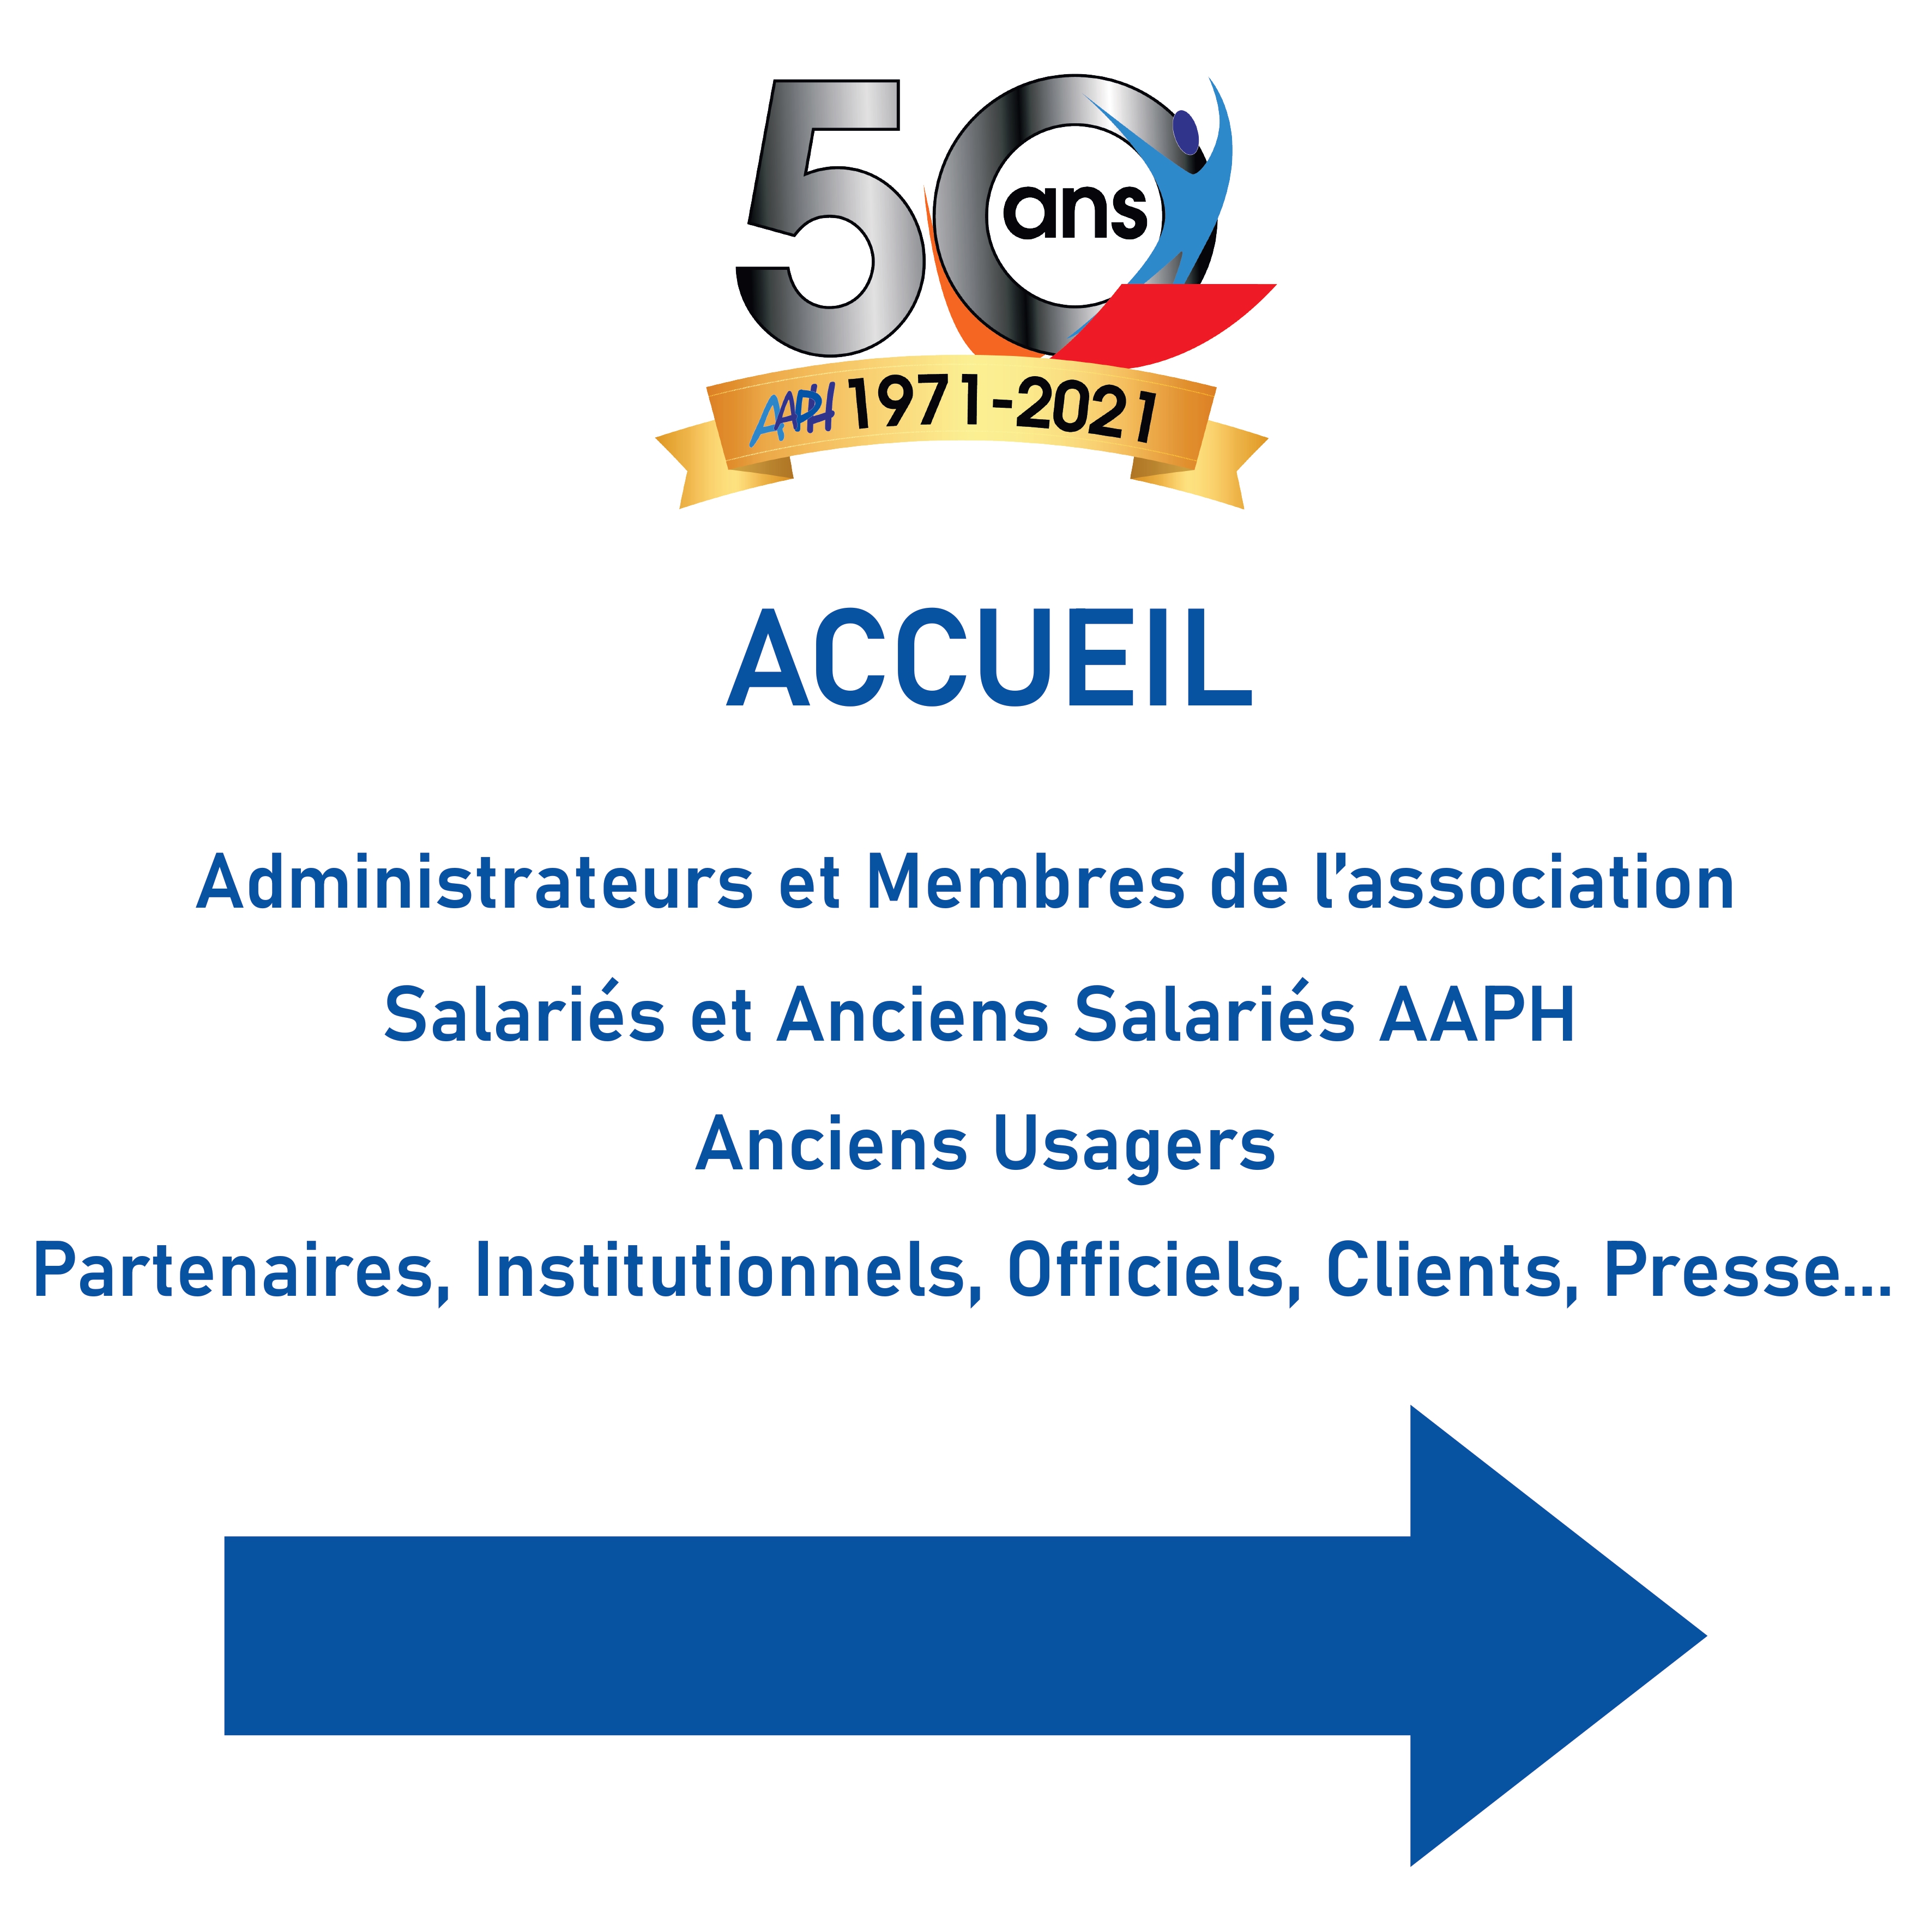 50
ans
AAPH 1971-2021
ACCUEIL
Administrateurs et Membres de l'association
Salariés et Anciens Salariés AAPH
Anciens Usagers
Partenaires, Institutionnels, Officiels, Clients, Presse...